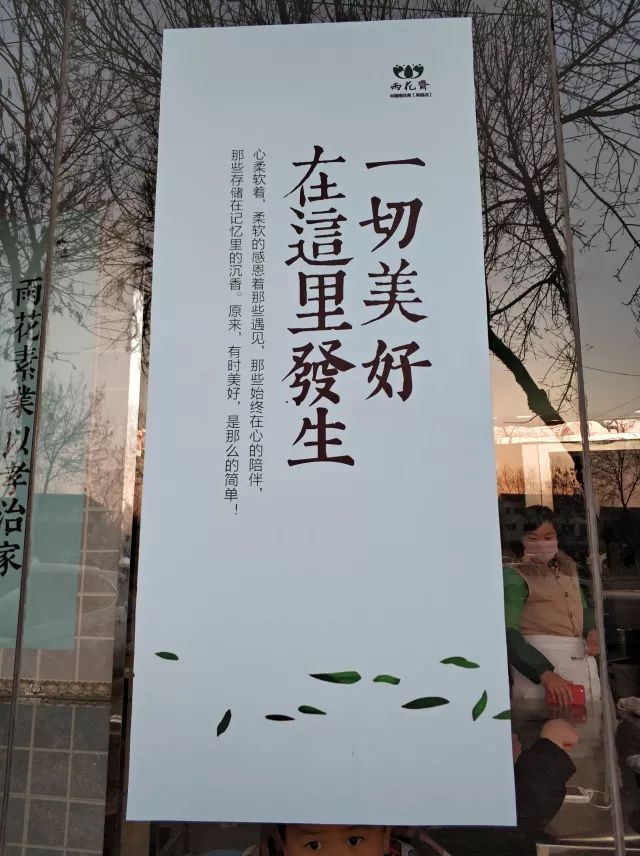 雨花齋
一切美好
在這里發生
心柔软着，柔软的感恩着那些遇见，那些始终在心的陪伴，
那些存储在记忆里的沉香。原来，有时美好，是那么的简单！
雨花素業以孝治家